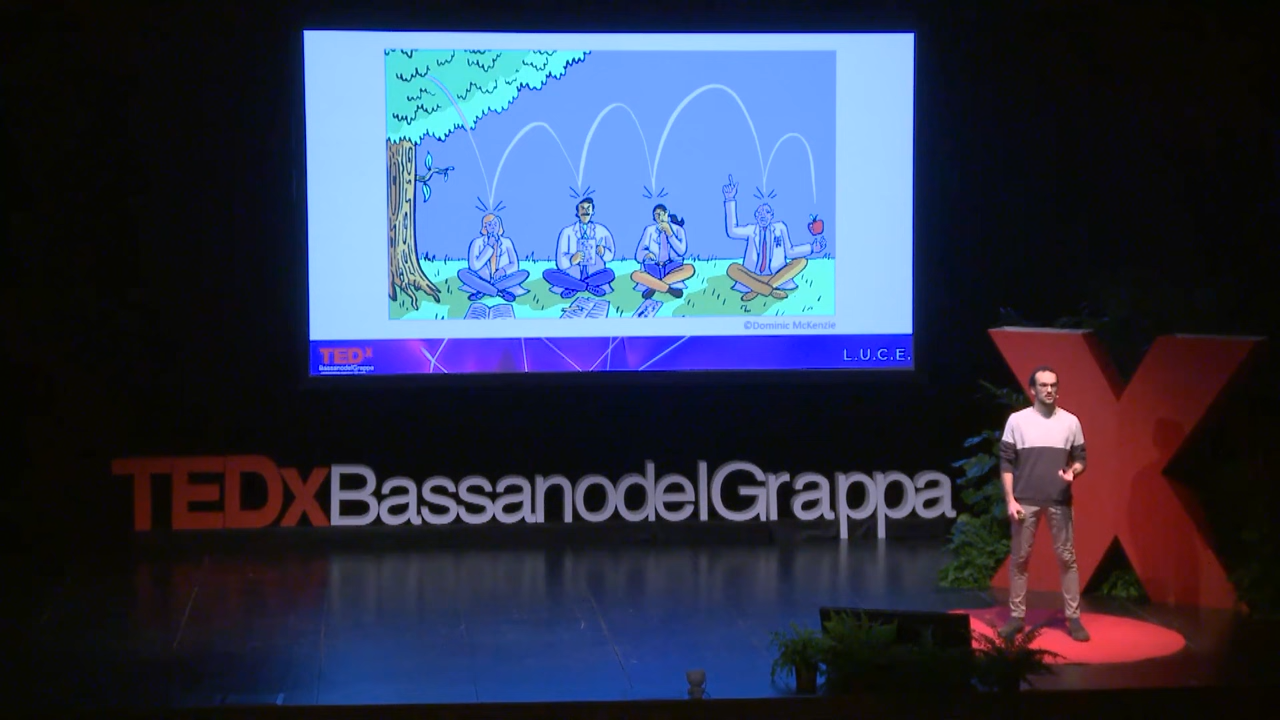 ©Dominic McKenzie
TEDx
BassanodelGrappa
L.U.C.E.
TEDxBassanodelGrappa
X